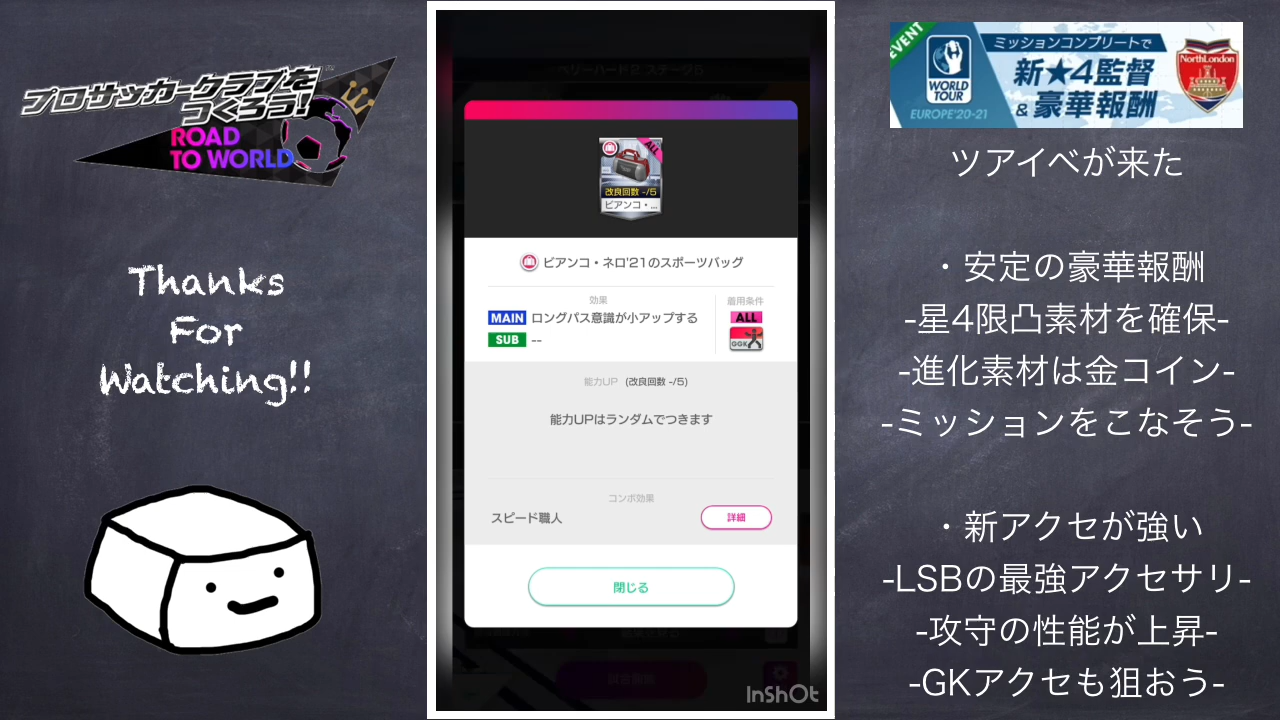 プロサッカークラブを
つくろう!
ROAD
TO WORLD
Thanks
For
Watching!!
ALL
改良回数 -/5
ビアンコ・...
ビアンコ・ネロ'21のスポーツバッグ
効果
着用条件
MAIN ロングパス意識が小アップする
ALL
SUB --
GGK
能力UP (改良回数 -/5)
能力UPはランダムでつきます
コンボ効果
スピード職人
詳細
閉じる
InShOt
EVENT
WORLD
TOUR
EUROPE'20-21
ミッションコンプリートで
新★4監督
&豪華報酬
NorthLondon
ツアイベが来た
・安定の豪華報酬
-星4限凸素材を確保-
-進化素材は金コイン-
-ミッションをこなそう-
・新アクセが強い
-LSBの最強アクセサリ-
-攻守の性能が上昇-
-GKアクセも狙おう-